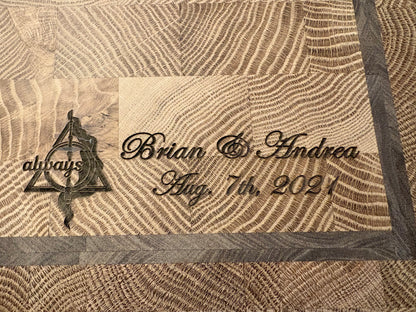 always
Brian & Andrea
Aug. 7th, 2021